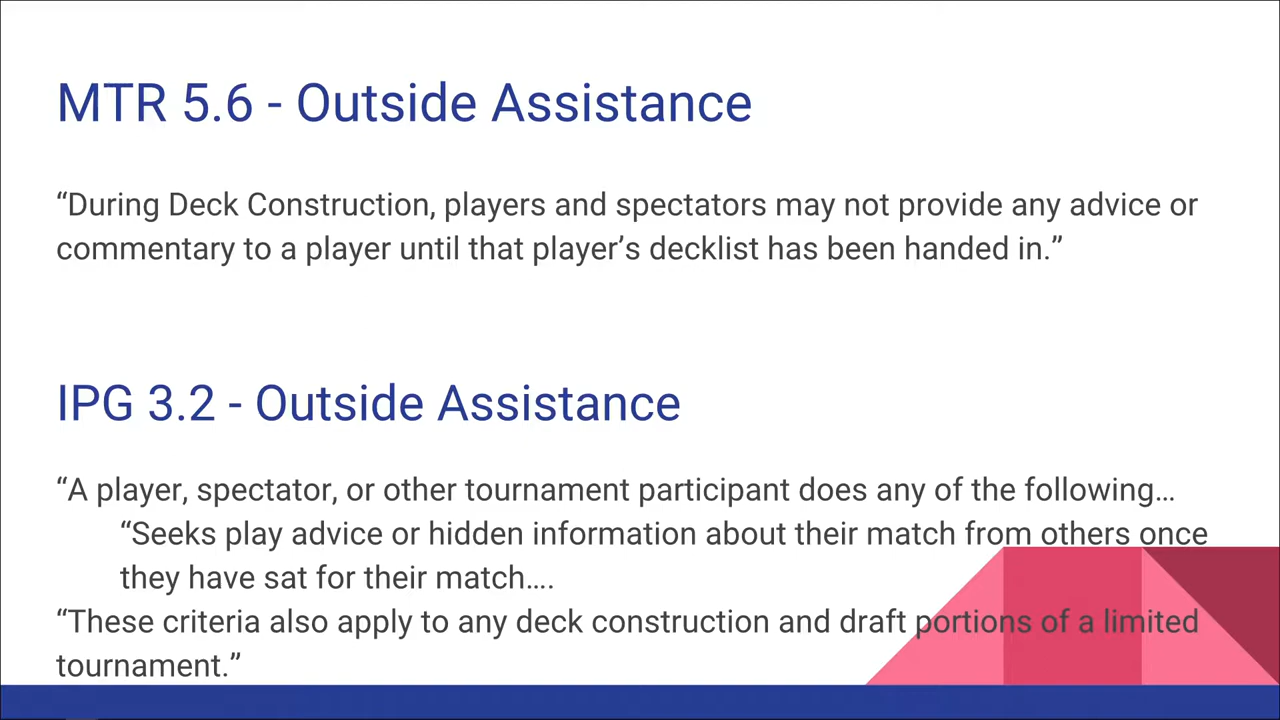 MTR 5.6 - Outside Assistance
“During Deck Construction, players and spectators may not provide any advice or
commentary to a player until that player’s decklist has been handed in.”
IPG 3.2 - Outside Assistance
“A player, spectator, or other tournament participant does any of the following…
“Seeks play advice or hidden information about their match from others once
they have sat for their match….
“These criteria also apply to any deck construction and draft portions of a limited
tournament.”